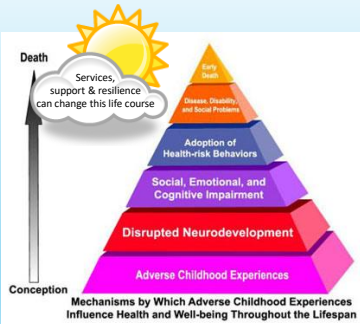 Death
Services,
support & resilience
can change this life course
Early
Death
Disease, Disability,
and Social Problems
Adoption of
Health-risk Behaviors
Social, Emotional, and
Cognitive Impairment
Disrupted Neurodevelopment
Adverse Childhood Experiences
Conception
Mechanisms by Which Adverse Childhood Experiences
Influence Health and Well-being Throughout the Lifespan